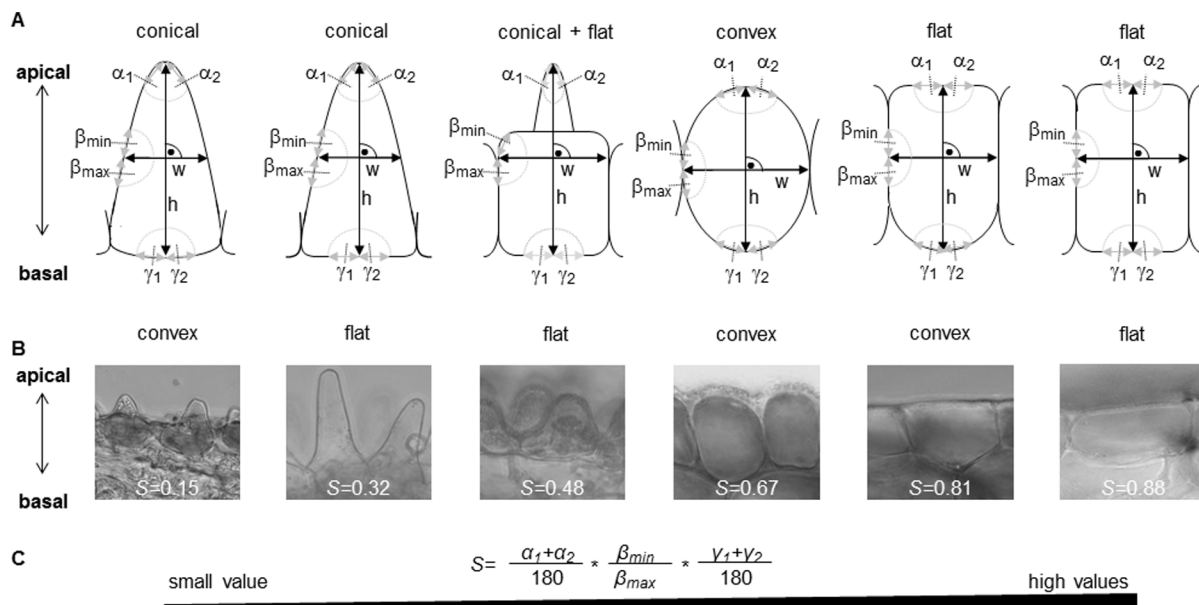 A
conical conical conical + flat convex flat flat
apical
α1 α2 α1 α2 α1 α2 α1 α2 α1 α2 α1 α2
βmin βmin βmin βmin βmin βmin
βmax w βmax w βmax w βmax w βmax w βmax w
h h h h h h
basal
γ1 γ2 γ1 γ2 γ1 γ2 γ1 γ2 γ1 γ2 γ1 γ2
convex flat flat convex convex flat
B
apical
basal
S=0.15 S=0.32 S=0.48 S=0.67 S=0.81 S=0.88
C
S= α1+α2/180 * βmin/βmax * γ1+γ2/180
small value high values